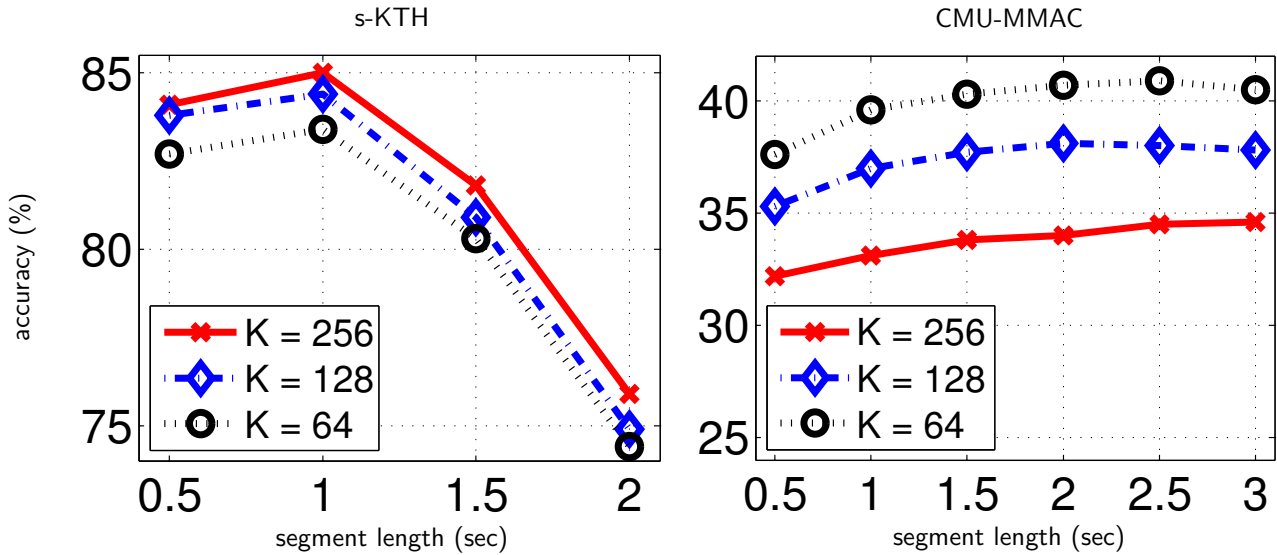 s-KTH
accuracy (%)
85
80
75
K = 256
K = 128
K = 64
0.5 1 1.5 2
segment length (sec)
CMU-MMAC
40
35
30
25
K = 256
K = 128
K = 64
0.5 1 1.5 2 2.5 3
segment length (sec)